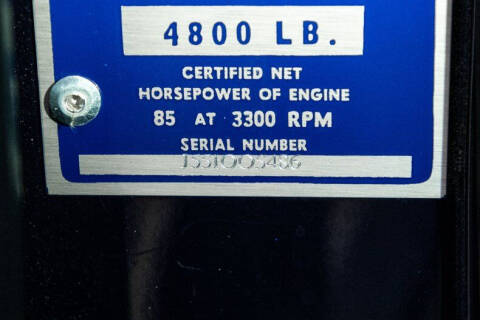 4800 LB.
CERTIFIED NET
HORSEPOWER OF ENGINE
85 AT 3300 RPM
SERIAL NUMBER